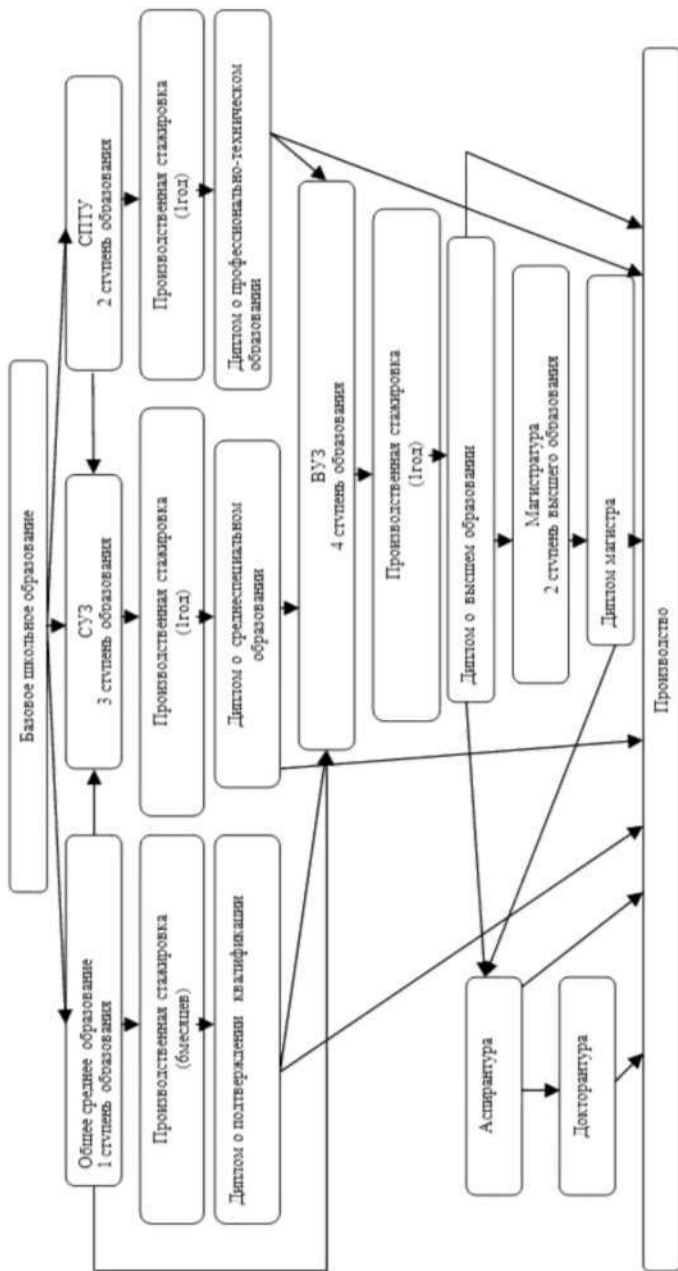 Базовое школьное образование
Общее среднее образование
1 ступень образования
СУЗ
3 ступень образования
СПТУ
2 ступень образования
Производственная стажировка
(6месяцев)
Производственная стажировка
(1год)
Производственная стажировка
(1год)
Диплом о подтверждении квалификации
Диплом о среднеспециальном
образовании
Диплом о профессионально-техническом
образовании
ВУЗ
4 ступень образования
Производственная стажировка
(1год)
Диплом о высшем образовании
Аспирантура
Магистратура
2 ступень высшего образования
Докторантура
Диплом магистра
Производство